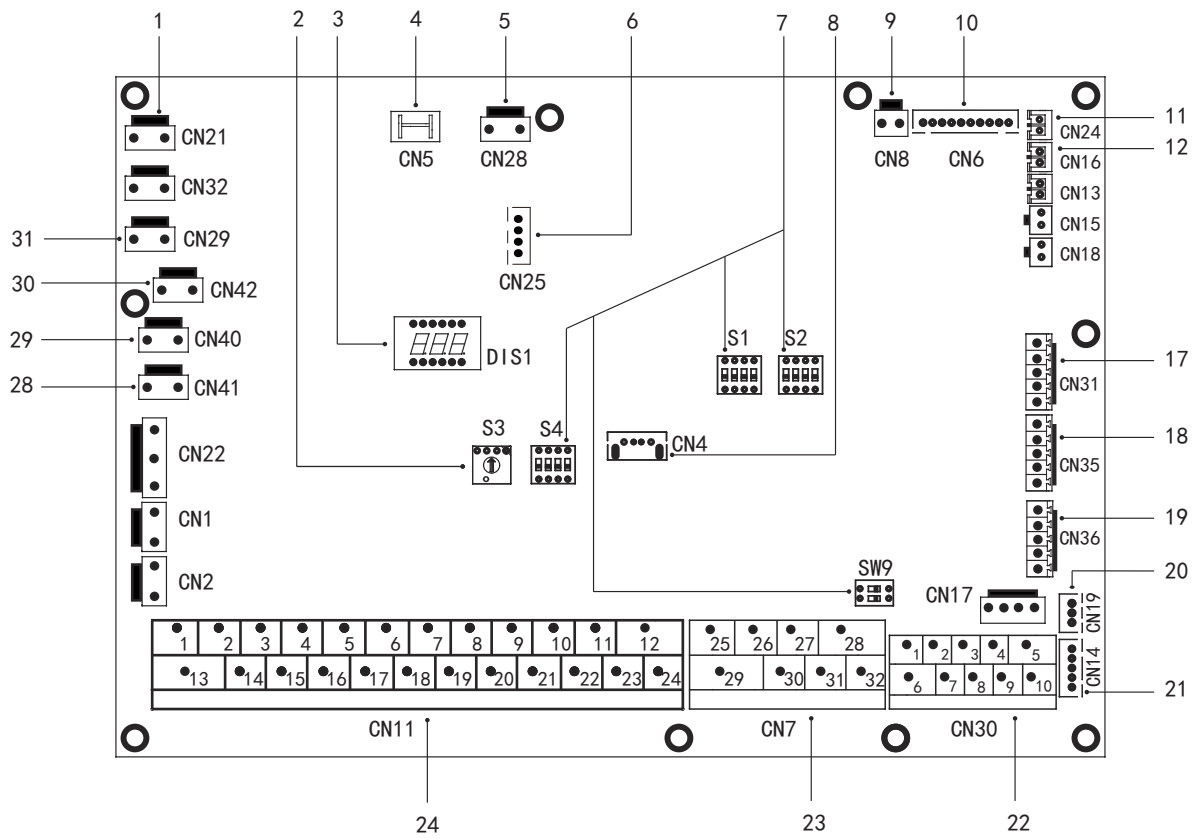 1 2 3 4 5 6 7 8 9 10
11
CN21 CN5 CN28 CN8 CN6 CN24
12
CN16
CN32 CN13
CN25 CN15
31 CN29 CN18
30 CN42
29 CN40 DIS1 S1 S2
17
28 CN41 CN31
S3 S4 CN4 18
CN22 CN35
19
CN1 CN36
SW9 20
CN2 CN17 CN19
1 2 3 4 5 6 7 8 9 10 11 12 25 26 27 28 1 2 3 4 5
13 14 15 16 17 18 19 20 21 22 23 24 29 30 31 32 6 7 8 9 10 CN14
21
CN11 CN7 CN30
24 23 22